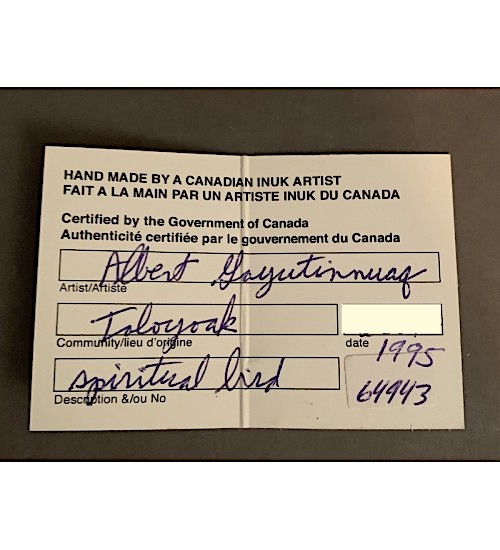 HAND MADE BY A CANADIAN INUK ARTIST
FAIT A LA MAIN PAR UN ARTISTE INUK DU CANADA
Certified by the Government of Canada
Authenticité certifiée par le gouvernement du Canada
Albert Gayutinnuaq
Artist/Artiste
Taloyoak
Community/lieu d'origine
date
1995
spiritual bird
64943
Description &/ou No